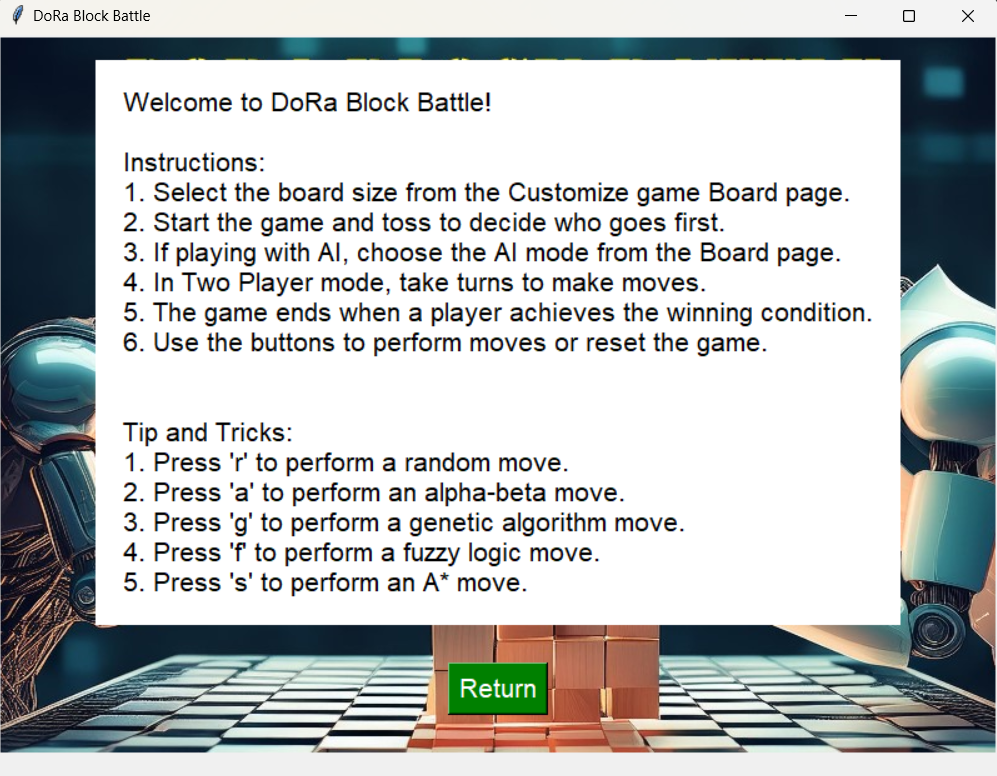 DoRa Block Battle
Welcome to DoRa Block Battle!
Instructions:
1. Select the board size from the Customize game Board page.
2. Start the game and toss to decide who goes first.
3. If playing with AI, choose the AI mode from the Board page.
4. In Two Player mode, take turns to make moves.
5. The game ends when a player achieves the winning condition.
6. Use the buttons to perform moves or reset the game.
Tip and Tricks:
1. Press 'r' to perform a random move.
2. Press 'a' to perform an alpha-beta move.
3. Press 'g' to perform a genetic algorithm move.
4. Press 'f' to perform a fuzzy logic move.
5. Press 's' to perform an A* move.
Return